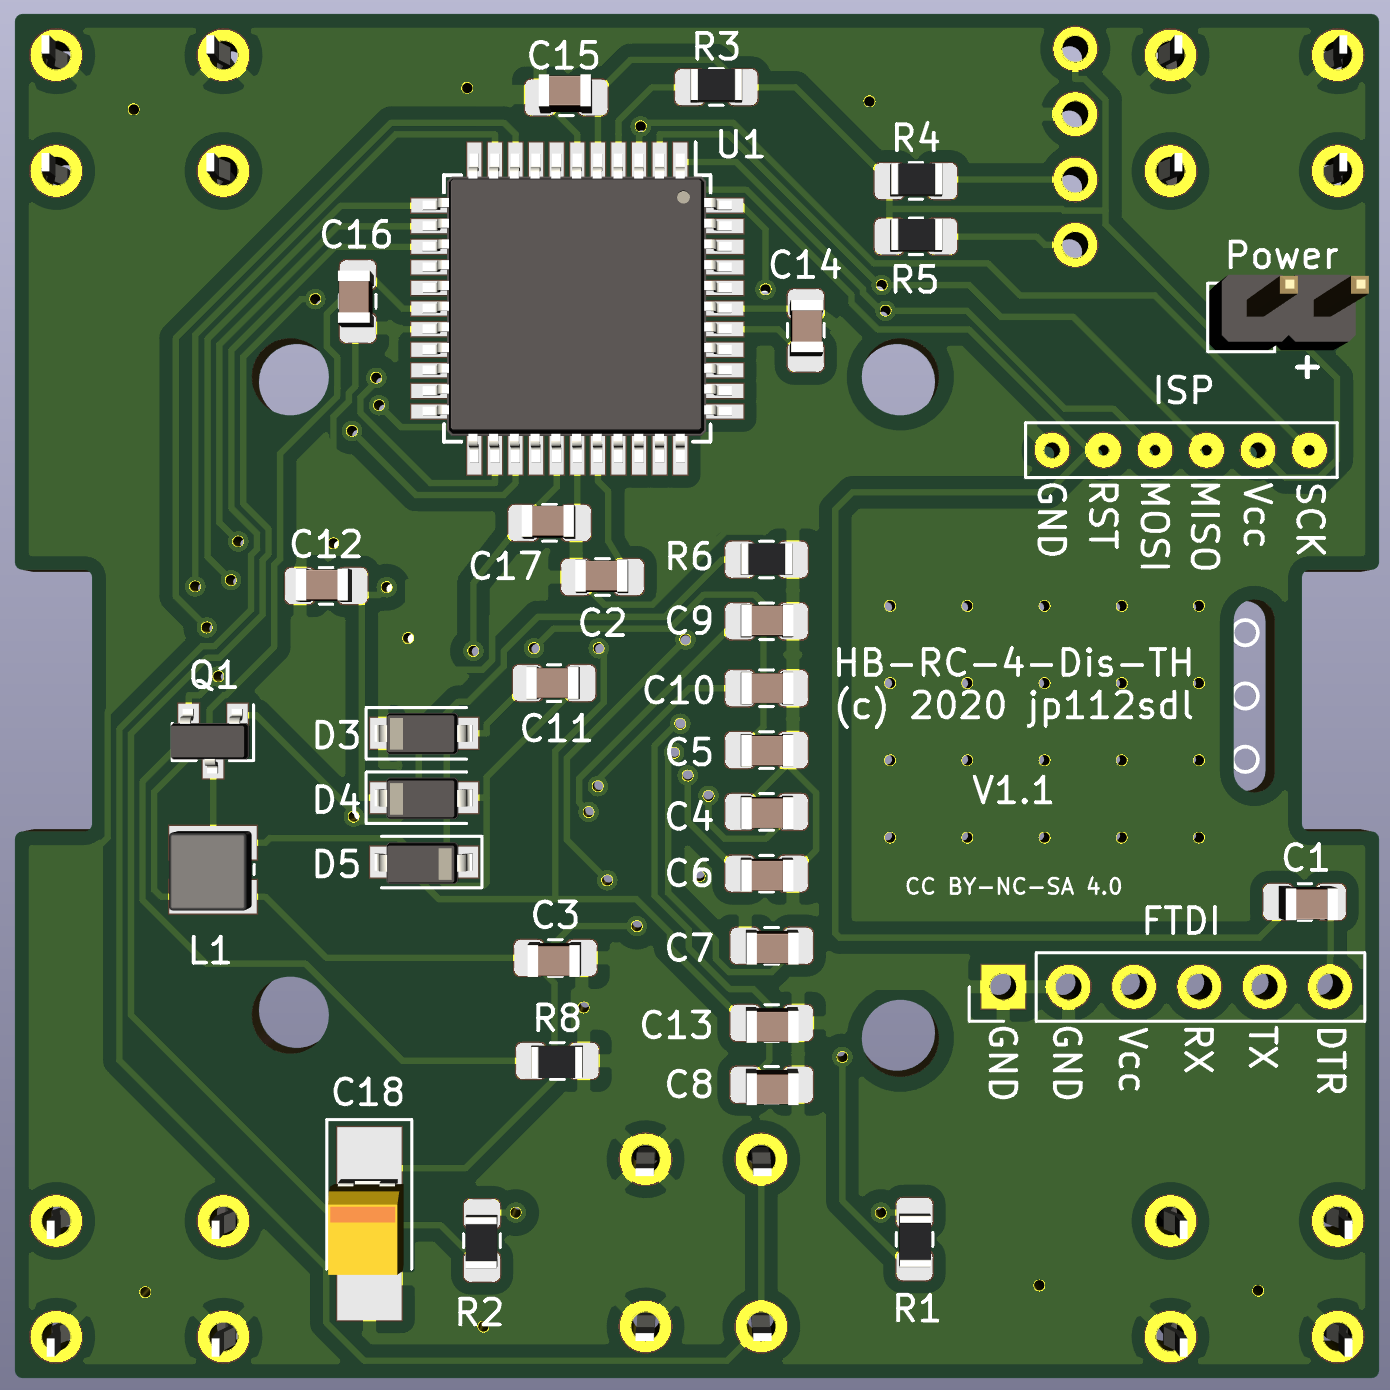 R3
C15
U1
R4
C16
R5
C14
Power
+
ISP
GND
RST
MOSI
MISO
Vcc
SCK
C12
C17
R6
C2
C9
HB-RC-4-Dis-TH
(c) 2020 jp112sdl
Q1
C10
C11
D3
C5
V1.1
D4
C4
D5
C6
C1
CC BY-NC-SA 4.0
FTDI
L1
C3
C7
R8
C13
GND
GND
Vcc
RX
TX
DTR
C18
C8
R2
R1